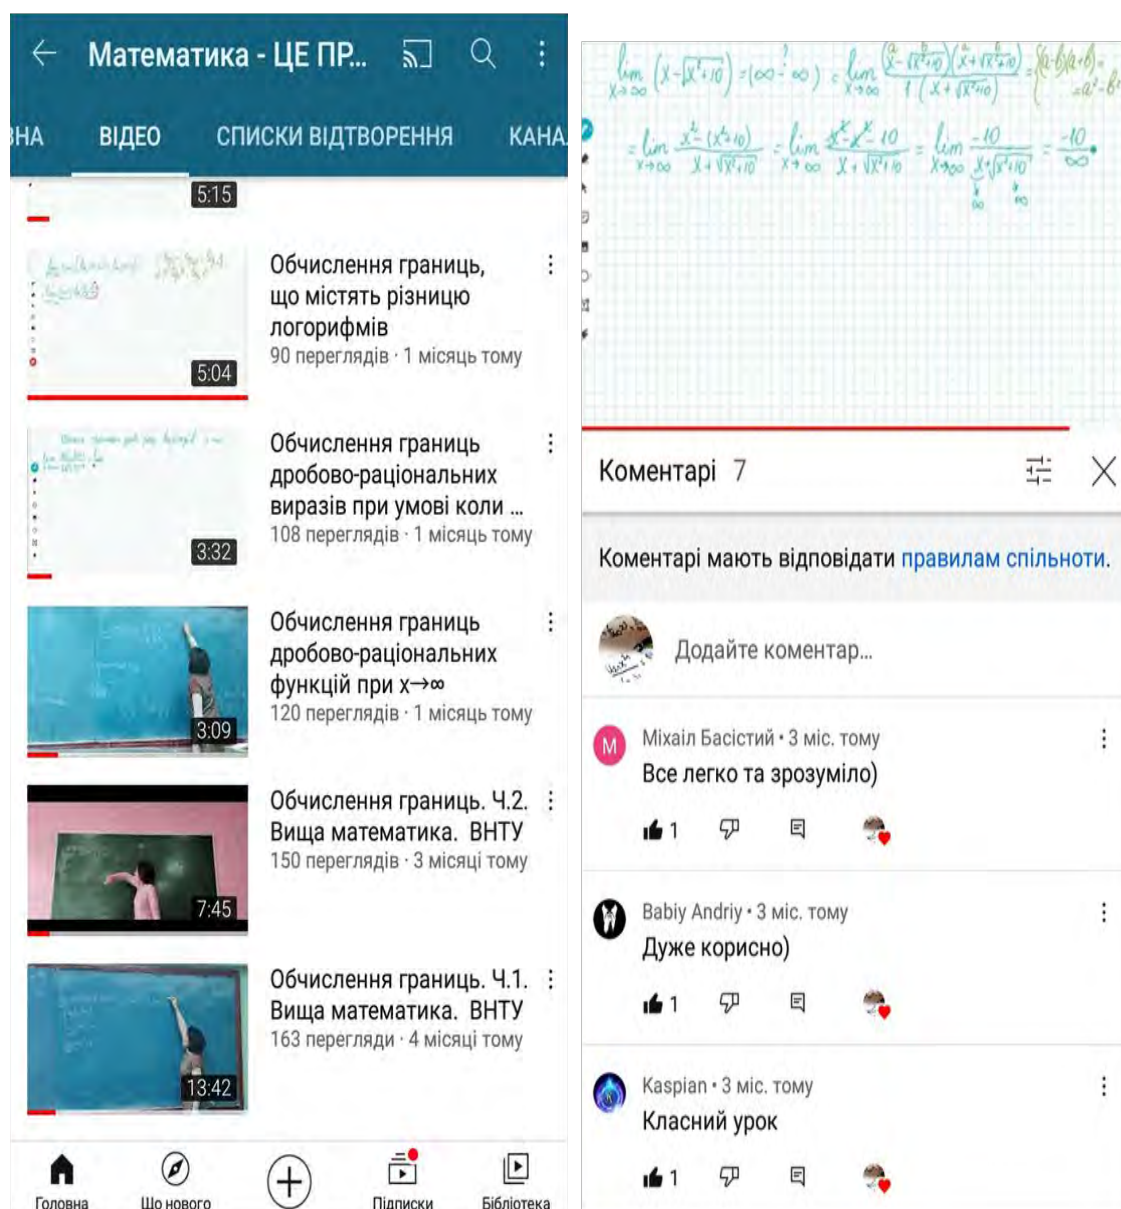 Математика - ЦЕ ПР...
ВНА ВІДЕО СПИСКИ ВІДТВОРЕННЯ КАНА
5:15
Обчислення границь,
що містять різницю
логорифмів
90 переглядів · 1 місяць тому
5:04
Обчислення границь
дробово-раціональних
виразів при умові коли ...
108 переглядів · 1 місяць тому
3:32
Обчислення границь
дробово-раціональних
функцій при x→∞
120 переглядів · 1 місяць тому
3:09
Обчислення границь. Ч.2.
Вища математика. ВНТУ
150 переглядів · 3 місяці тому
7:45
Обчислення границь. Ч.1.
Вища математика. ВНТУ
163 перегляди · 4 місяці тому
13:42
Головна Що нового Підписки Бібліотека
lim x→∞ (x-√x²+10) = (∞-∞) = lim x→∞ (x-√x²+10)(x+√x²+10) / 1(x+√x²+10) = {(a-b)(a+b)=
=a²-b²
= lim x→∞ x²-(x²+10) / x+√x²+10 = lim x→∞ x²-x²-10 / x+√x²+10 = lim x→∞ -10 / x+√x²+10 = -10 / ∞
∞ ∞
Коментарі 7
Коментарі мають відповідати правилам спільноти.
Додайте коментар...
М
Міхаіл Басістий • 3 міс. тому
Все легко та зрозуміло)
1
Babiy Andriy • 3 міс. тому
Дуже корисно)
1
Kaspian • 3 міс. тому
Класний урок
1